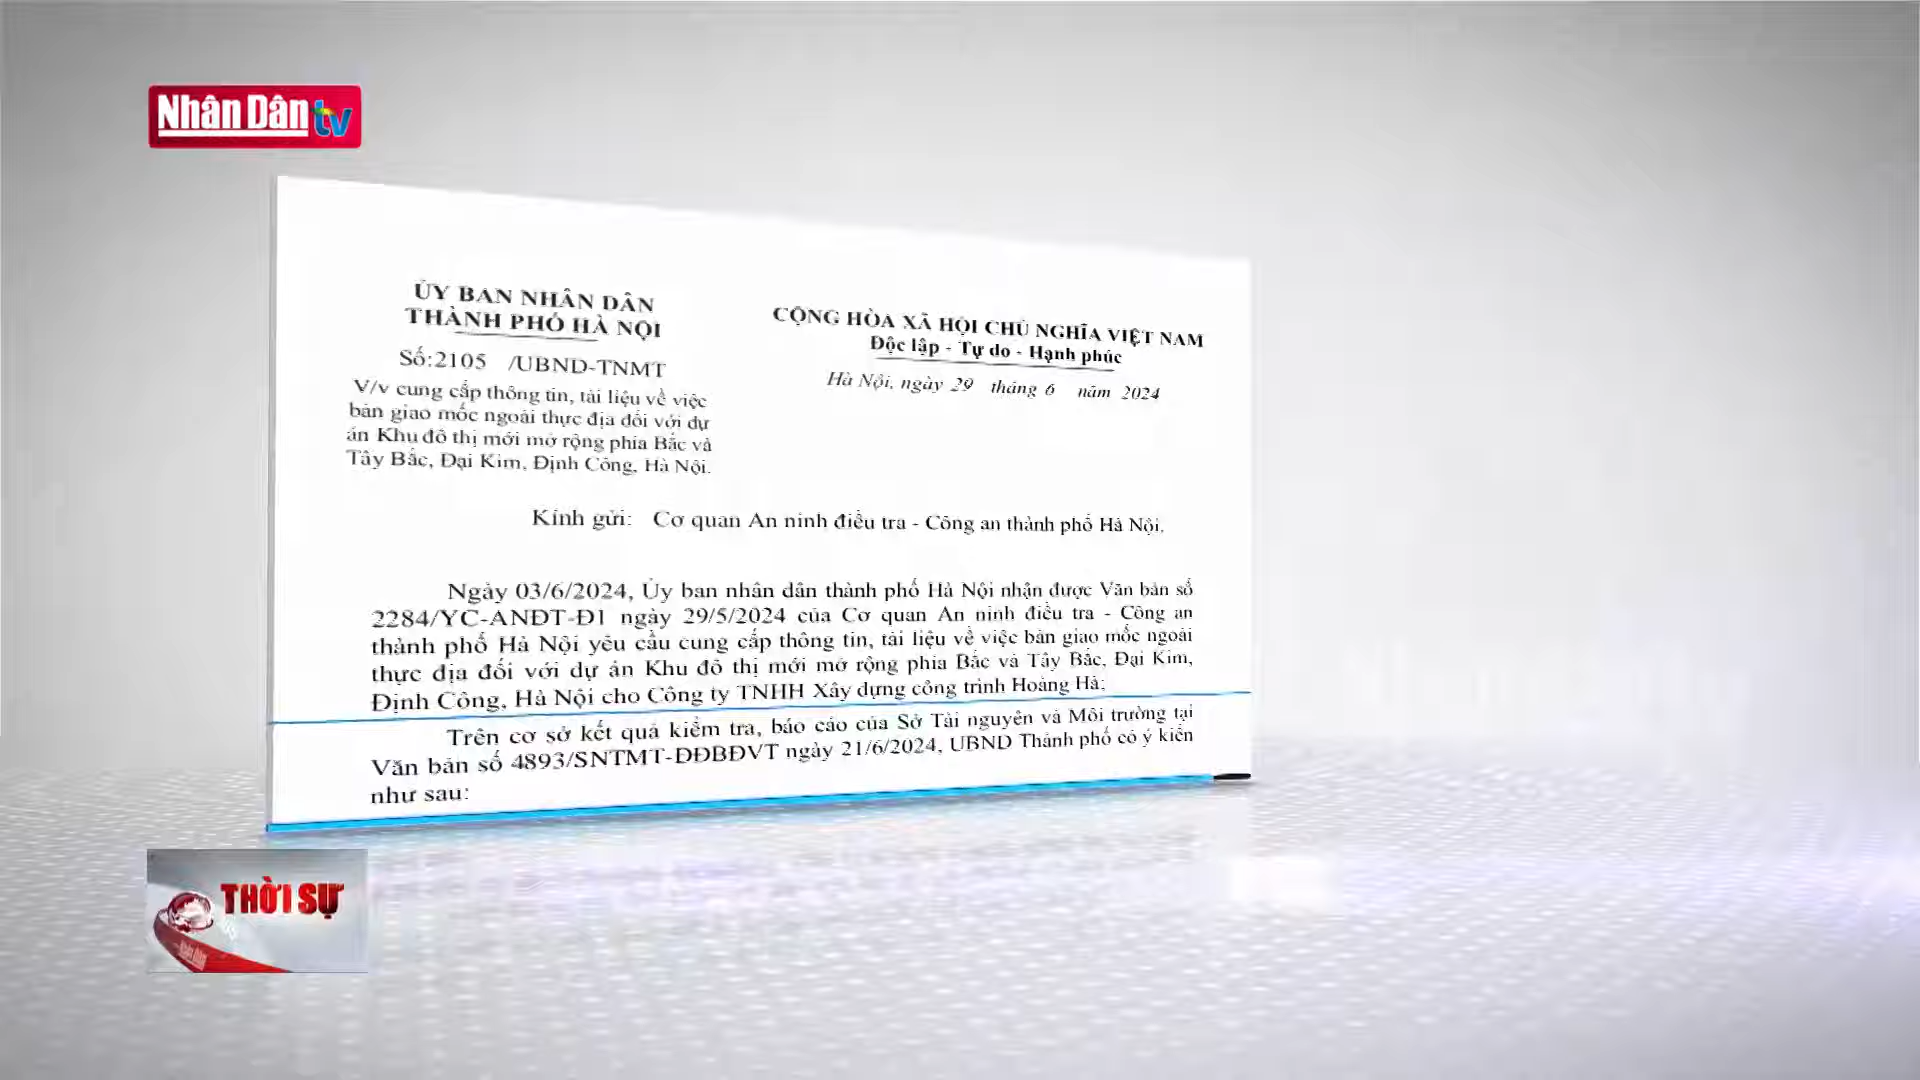 Nhân Dân tv
ỦY BAN NHÂN DÂN
THÀNH PHỐ HÀ NỘI
CỘNG HÒA XÃ HỘI CHỦ NGHĨA VIỆT NAM
Độc lập - Tự do - Hạnh phúc
Số:2105 /UBND-TNMT
Hà Nội, ngày 29 tháng 6 năm 2024
V/v cung cấp thông tin, tài liệu về việc
bàn giao mốc ngoài thực địa đối với dự
án Khu đô thị mới mở rộng phía Bắc và
Tây Bắc, Đại Kim, Định Công, Hà Nội.
Kính gửi: Cơ quan An ninh điều tra - Công an thành phố Hà Nội.
Ngày 03/6/2024, Ủy ban nhân dân thành phố Hà Nội nhận được Văn bản số
2284/YC-ANĐT-Đ1 ngày 29/5/2024 của Cơ quan An ninh điều tra - Công an
thành phố Hà Nội yêu cầu cung cấp thông tin, tài liệu về việc bàn giao mốc ngoài
thực địa đối với dự án Khu đô thị mới mở rộng phía Bắc và Tây Bắc, Đại Kim,
Định Công, Hà Nội cho Công ty TNHH Xây dựng công trình Hoàng Hà;
Trên cơ sở kết quả kiểm tra, báo cáo của Sở Tài nguyên và Môi trường tại
Văn bản số 4893/SNTMT-ĐĐBĐVT ngày 21/6/2024, UBND Thành phố có ý kiến
như sau:
THỜI SỰ